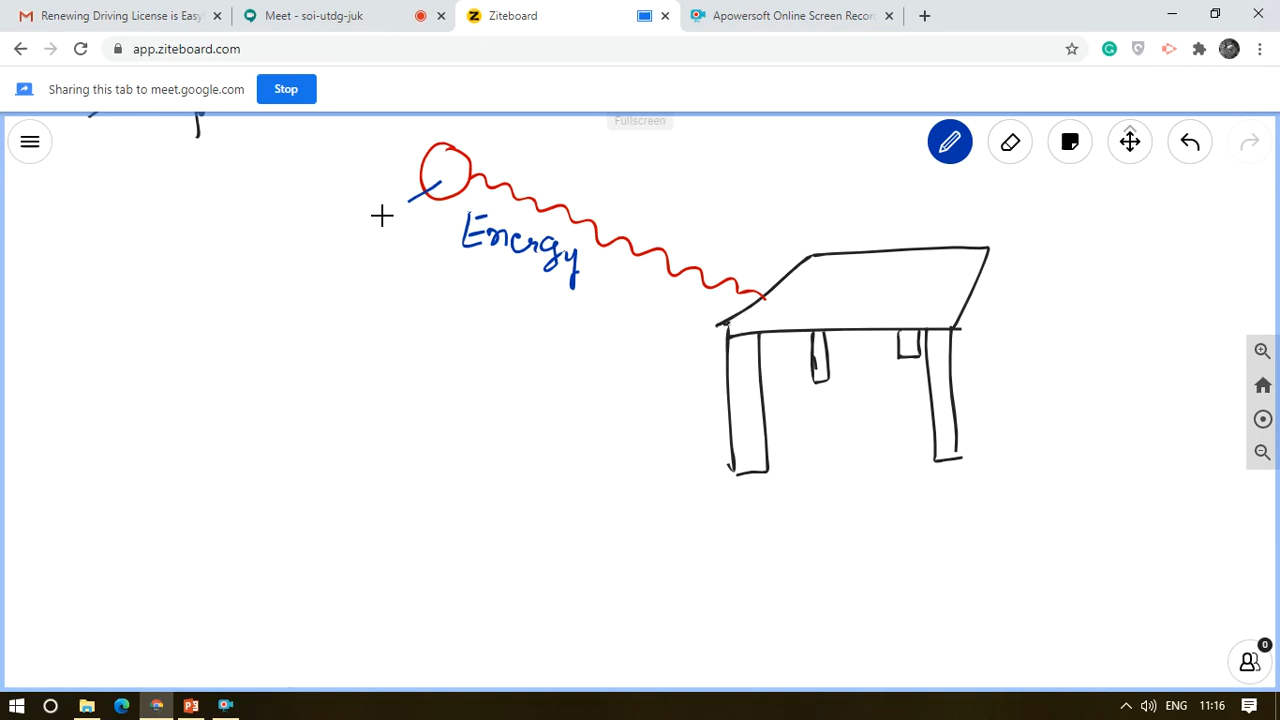 Renewing Driving License is Easy
Meet - soi-utdg-juk
Ziteboard
Apowersoft Online Screen Recor
app.ziteboard.com
Sharing this tab to meet.google.com
Stop
Fullscreen
Energy
0
ENG
11:16